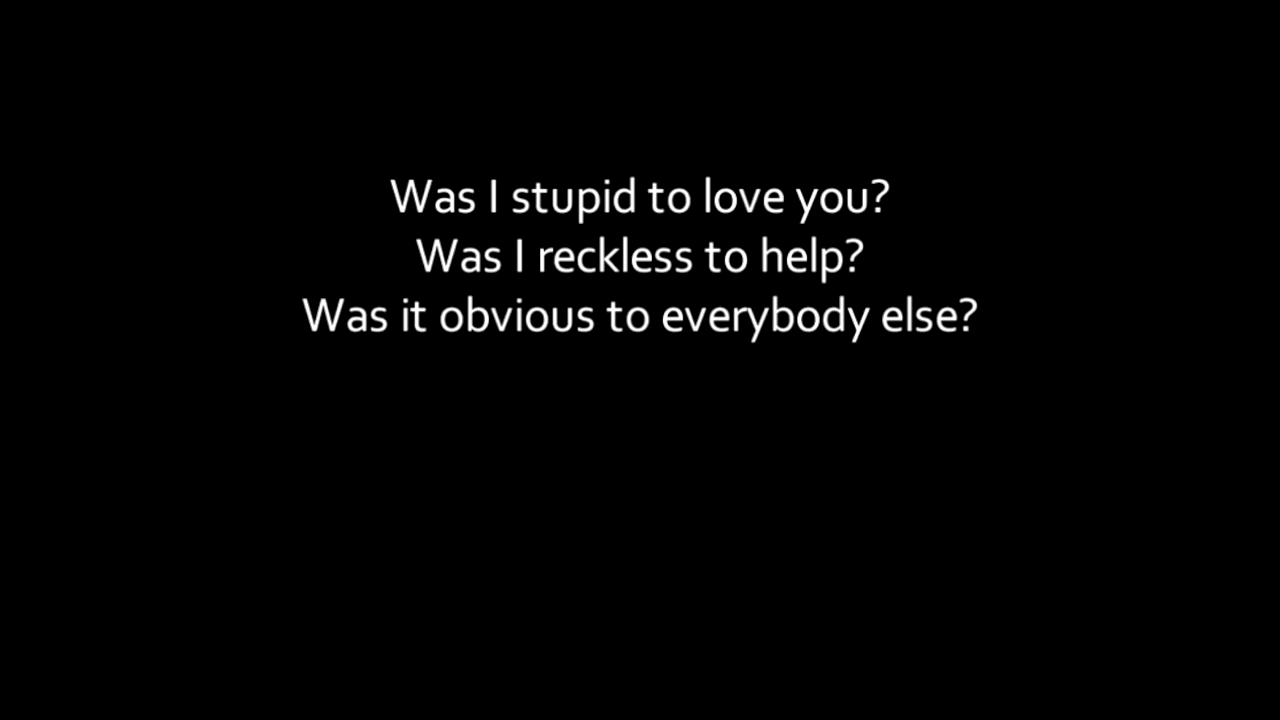 Was I stupid to love you?
Was I reckless to help?
Was it obvious to everybody else?